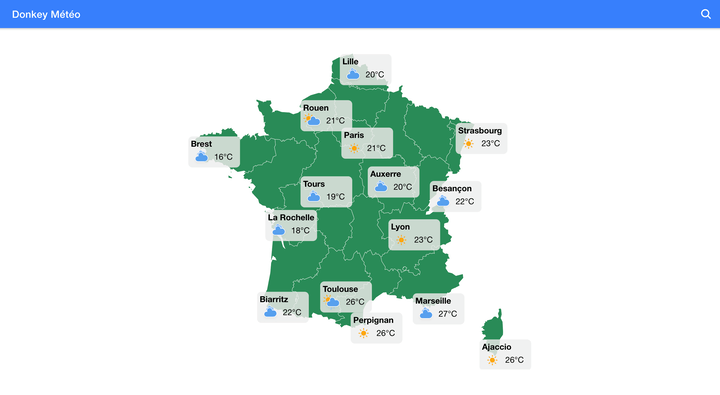 Donkey Météo
Lille
20°C
Rouen
21°C
Paris
21°C
Strasbourg
23°C
Brest
16°C
Auxerre
20°C
Tours
19°C
Besançon
22°C
La Rochelle
18°C
Lyon
23°C
Toulouse
26°C
Biarritz
22°C
Marseille
27°C
Perpignan
26°C
Ajaccio
26°C